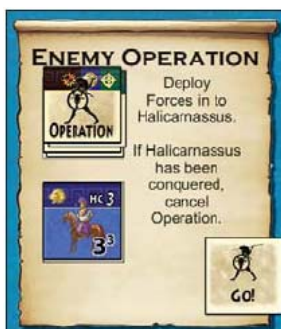 ENEMY OPERATION
OPERATION
Deploy
Forces in to
Halicarnassus.
If Halicarnassus
has been
conquered,
cancel
Operation.
HC 3
3 3
GO!